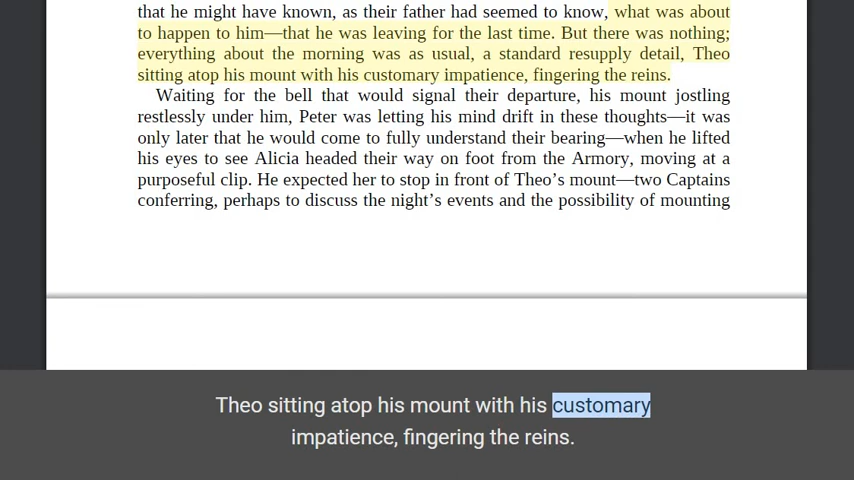 that he might have known, as their father had seemed to know, what was about
to happen to him—that he was leaving for the last time. But there was nothing;
everything about the morning was as usual, a standard resupply detail, Theo
sitting atop his mount with his customary impatience, fingering the reins.
Waiting for the bell that would signal their departure, his mount jostling
restlessly under him, Peter was letting his mind drift in these thoughts—it was
only later that he would come to fully understand their bearing—when he lifted
his eyes to see Alicia headed their way on foot from the Armory, moving at a
purposeful clip. He expected her to stop in front of Theo’s mount—two Captains
conferring, perhaps to discuss the night’s events and the possibility of mounting
Theo sitting atop his mount with his customary
impatience, fingering the reins.